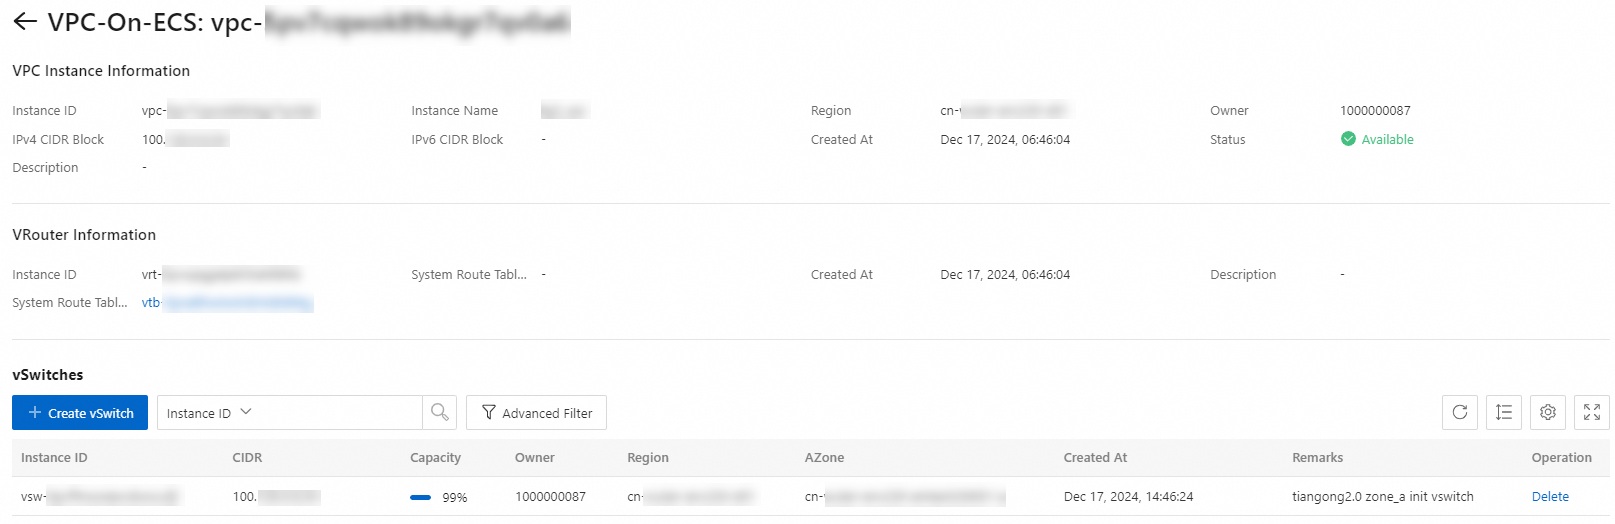 VPC-On-ECS: vpc-
VPC Instance Information
Instance ID vpc- Instance Name Region cn- Owner 1000000087
IPv4 CIDR Block 100. IPv6 CIDR Block - Created At Dec 17, 2024, 06:46:04 Status Available
Description -
VRouter Information
Instance ID vrt- System Route Tabl... - Created At Dec 17, 2024, 06:46:04 Description -
System Route Tabl... vtb-
vSwitches
+ Create vSwitch Instance ID Advanced Filter
Instance ID CIDR Capacity Owner Region AZone Created At Remarks Operation
vsw- 100. 99% 1000000087 cn- cn- Dec 17, 2024, 14:46:24 tiangong2.0 zone_a init vswitch Delete